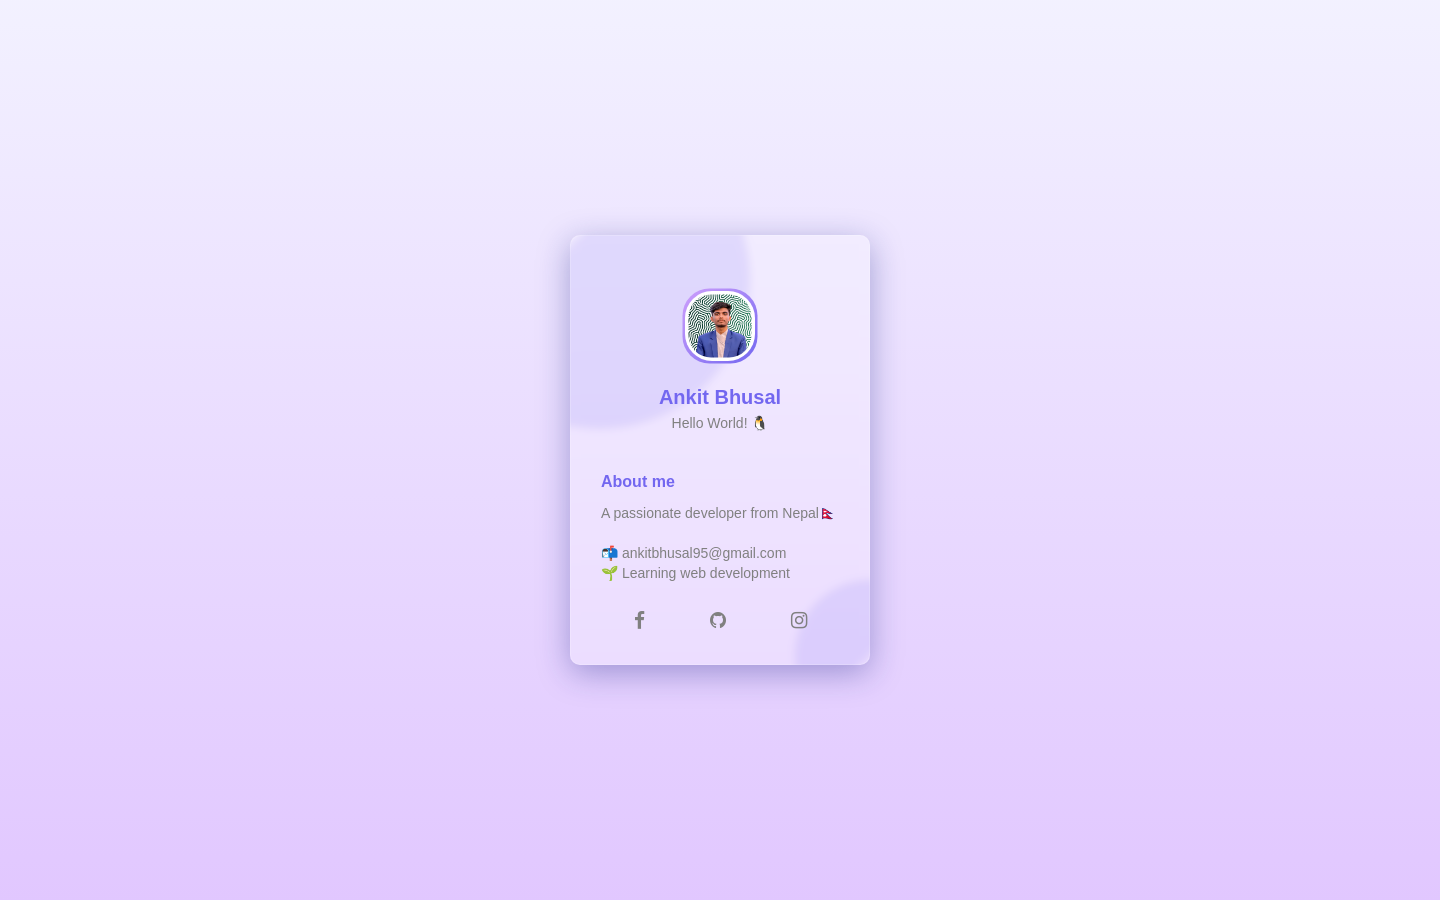 Ankit Bhusal
Hello World! 🐧
About me
A passionate developer from Nepal🇳🇵
📬 ankitbhusal95@gmail.com
🌱 Learning web development